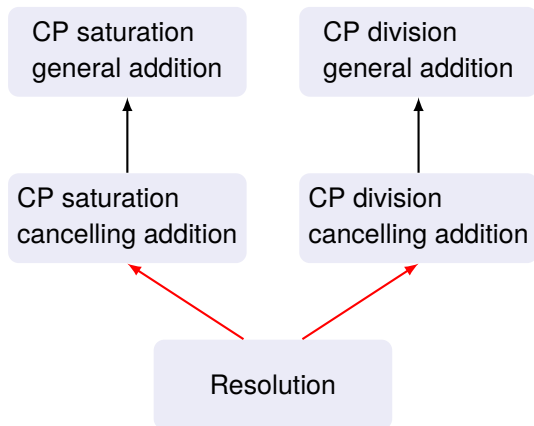 CP saturation
general addition
CP division
general addition
CP saturation
cancelling addition
CP division
cancelling addition
Resolution